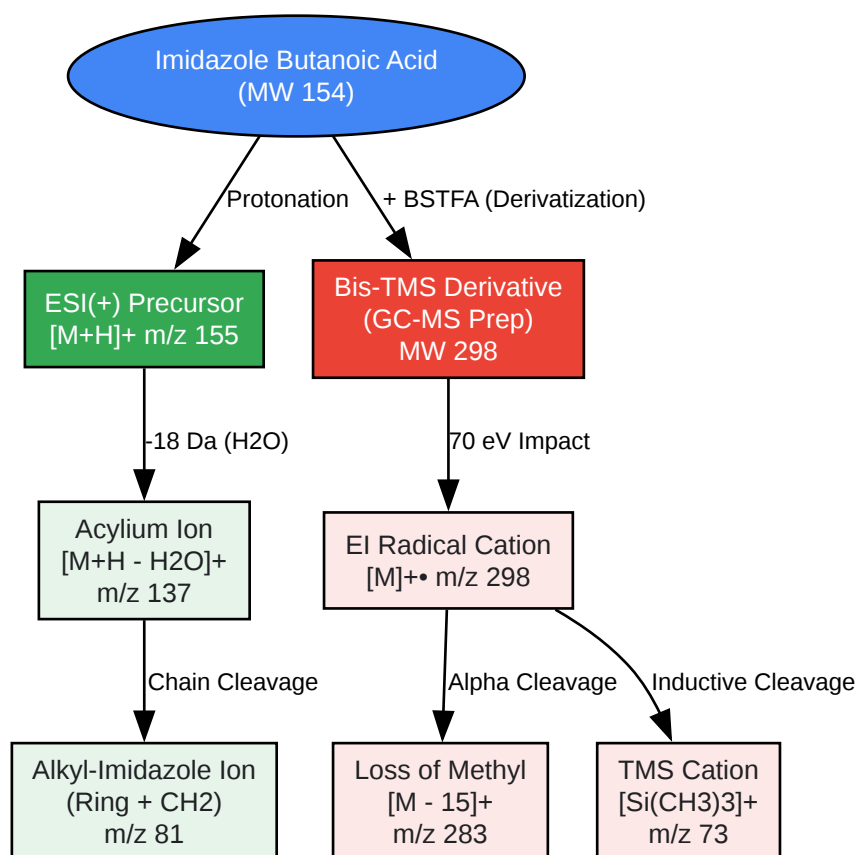 Imidazole Butanoic Acid
(MW 154)
Protonation
+ BSTFA (Derivatization)
ESI(+) Precursor
[M+H]+ m/z 155
Bis-TMS Derivative
(GC-MS Prep)
MW 298
-18 Da (H2O)
70 eV Impact
Acylium Ion
[M+H - H2O]+
m/z 137
EI Radical Cation
[M]+• m/z 298
Chain Cleavage
Alpha Cleavage
Inductive Cleavage
Alkyl-Imidazole Ion
(Ring + CH2)
m/z 81
Loss of Methyl
[M - 15]+
m/z 283
TMS Cation
[Si(CH3)3]+
m/z 73